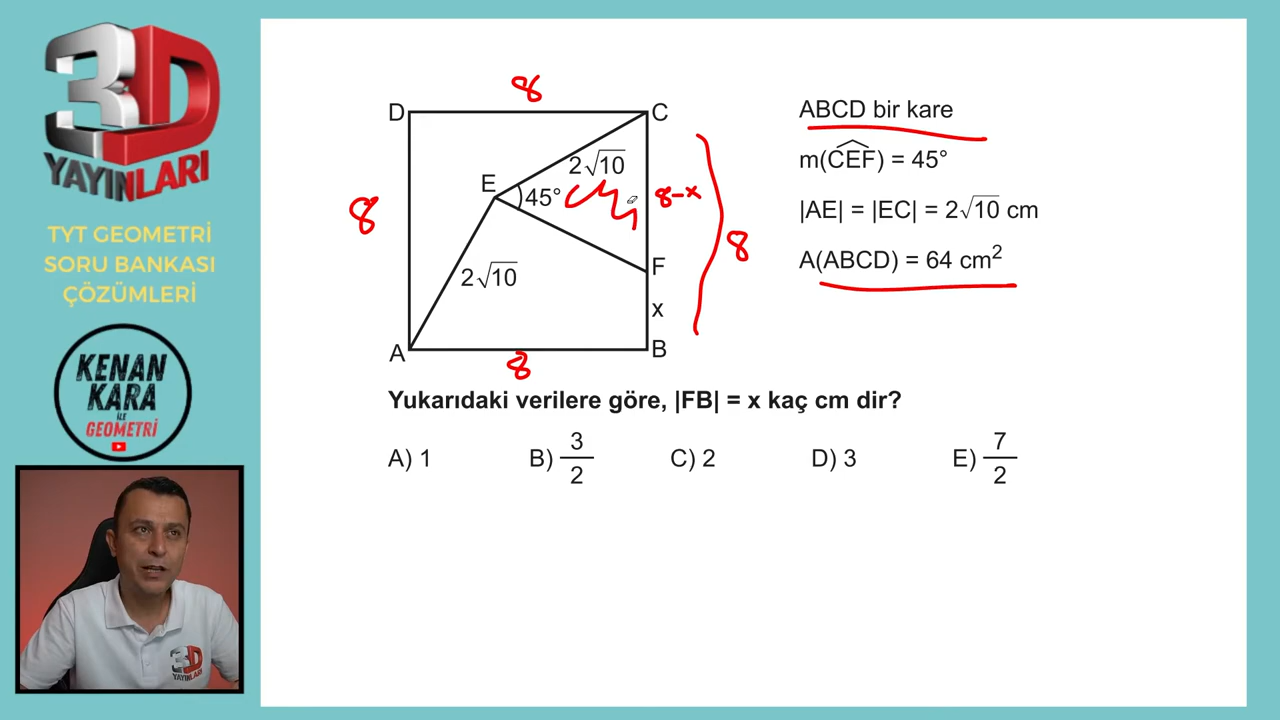 3D
YAYINLARI
TYT GEOMETRİ
SORU BANKASI
ÇÖZÜMLERİ
KENAN
KARA
İLE
GEOMETRİ
3D
YAYINLARI
8
D
C
2√10
E
45°
8-x
8
8
F
2√10
x
A
B
8
ABCD bir kare
m(CEF) = 45°
|AE| = |EC| = 2√10 cm
A(ABCD) = 64 cm²
Yukarıdaki verilere göre, |FB| = x kaç cm dir?
A) 1 B) 3/2 C) 2 D) 3 E) 7/2